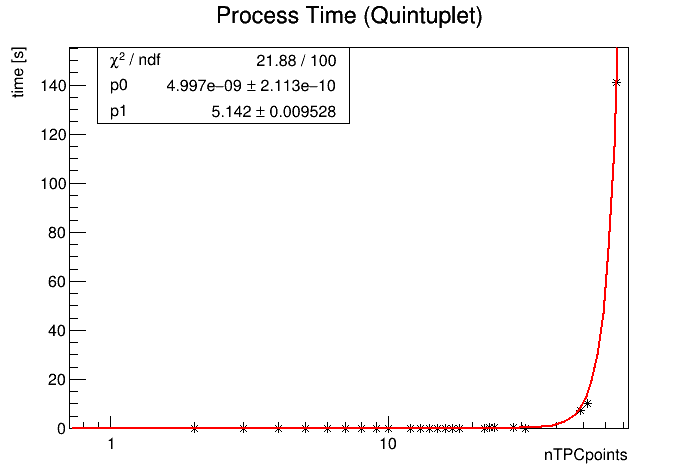 Process Time (Quintuplet)
time [s]
χ² / ndf 21.88 / 100
p0 4.997e−09 ± 2.113e−10
p1 5.142 ± 0.009528
140
120
100
80
60
40
20
0
1 10
nTPCpoints